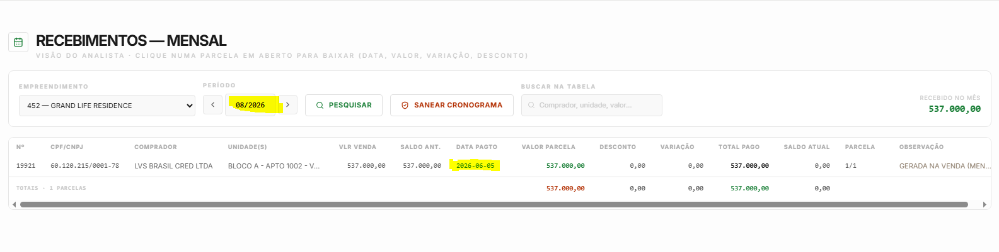 RECEBIMENTOS — MENSAL
VISÃO DO ANALISTA · CLIQUE NUMA PARCELA EM ABERTO PARA BAIXAR (DATA, VALOR, VARIAÇÃO, DESCONTO)
EMPREENDIMENTO PERÍODO BUSCAR NA TABELA
452 — GRAND LIFE RESIDENCE 08/2026 PESQUISAR SANEAR CRONOGRAMA Comprador, unidade, valor...
RECEBIDO NO MÊS
537.000,00
Nº CPF/CNPJ COMPRADOR UNIDADE(S) VLR VENDA SALDO ANT. DATA PAGTO VALOR PARCELA DESCONTO VARIAÇÃO TOTAL PAGO SALDO ATUAL PARCELA OBSERVAÇÃO
19921 60.120.215/0001-78 LVS BRASIL CRED LTDA BLOCO A - APTO 1002 - V... 537.000,00 537.000,00 2026-06-05 537.000,00 0,00 0,00 537.000,00 0,00 1/1 GERADA NA VENDA (MEN...
TOTAIS · 1 PARCELAS 537.000,00 0,00 0,00 537.000,00 0,00